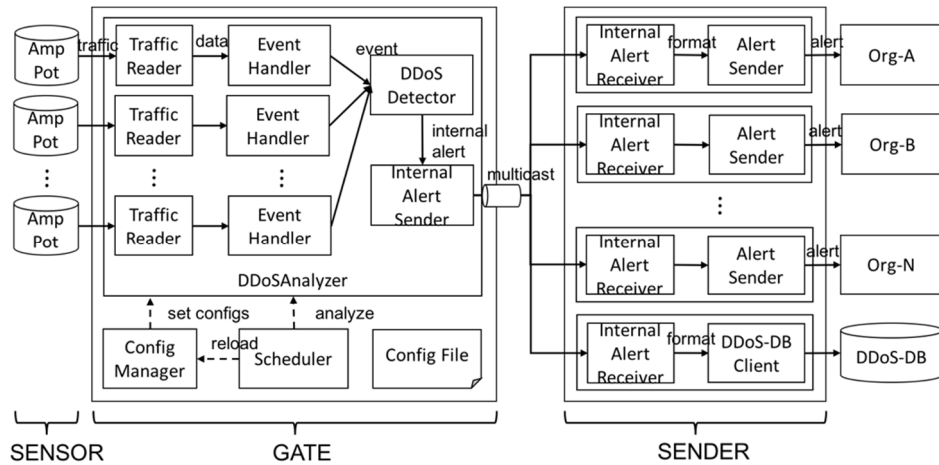 Amp
Pot
traffic
Traffic
Reader
data
Event
Handler
event
Amp
Pot
Traffic
Reader
Event
Handler
Amp
Pot
Traffic
Reader
Event
Handler
DDoS
Detector
internal
alert
Internal
Alert
Sender
multicast
DDoSAnalyzer
set configs
analyze
reload
Config
Manager
Scheduler
Config File
Internal
Alert
Receiver
format
Alert
Sender
alert
Org-A
Internal
Alert
Receiver
Alert
Sender
alert
Org-B
Internal
Alert
Receiver
Alert
Sender
alert
Org-N
Internal
Alert
Receiver
format
DDoS-DB
Client
DDoS-DB
SENSOR
GATE
SENDER